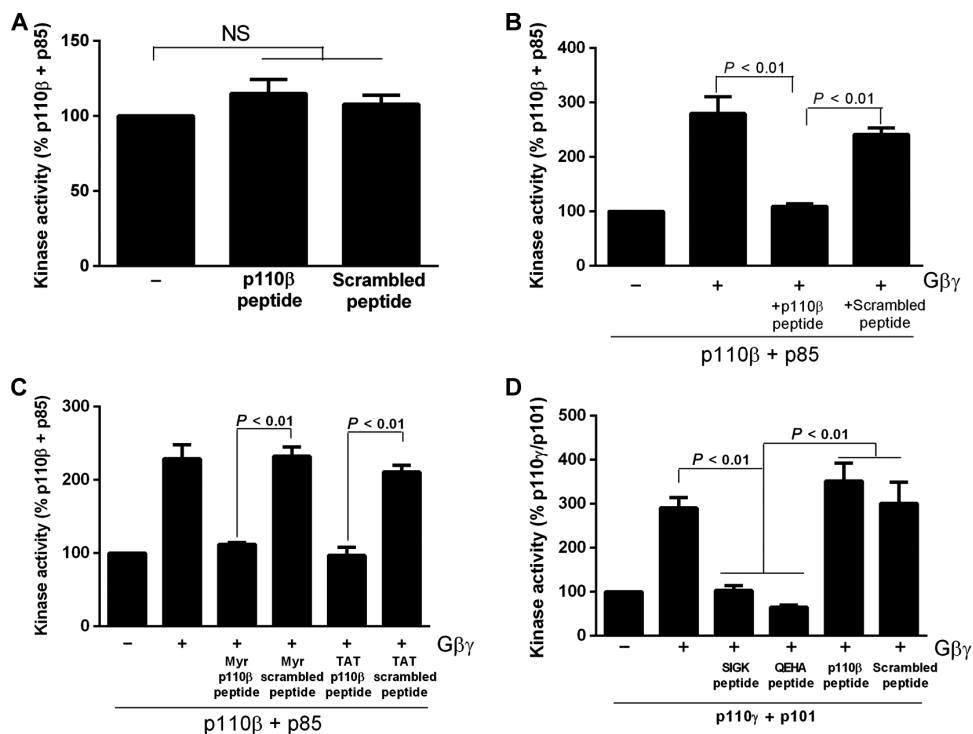 A
NS
Kinase activity (% p110β + p85)
150
100
50
0
–
p110β
peptide
Scrambled
peptide
B
Kinase activity (% p110β + p85)
400
300
200
100
0
P < 0.01
P < 0.01
– + + + Gβγ
+p110β
peptide
+Scrambled
peptide
p110β + p85
C
Kinase activity (% p110β + p85)
300
200
100
0
P < 0.01
P < 0.01
– + + + + + Gβγ
Myr
p110β
peptide
Myr
scrambled
peptide
TAT
p110β
peptide
TAT
scrambled
peptide
p110β + p85
D
Kinase activity (% p110γ/p101)
500
400
300
200
100
0
P < 0.01
P < 0.01
– + + + + + Gβγ
SIGK
peptide
QEHA
peptide
p110β
peptide
Scrambled
peptide
p110γ + p101